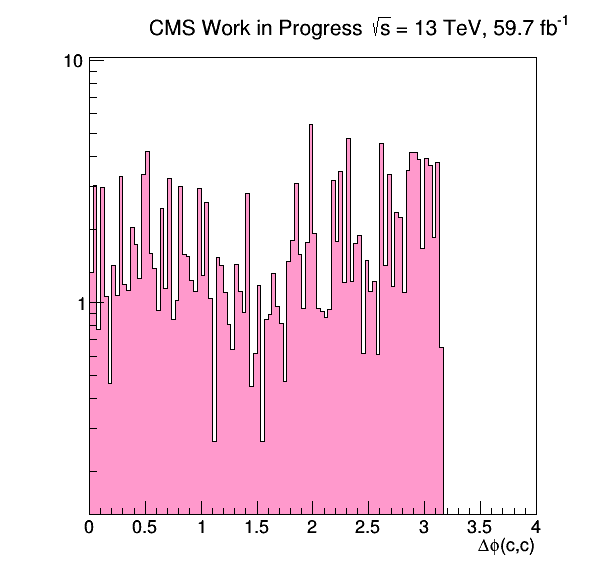 CMS Work in Progress √s = 13 TeV, 59.7 fb⁻¹
10
1
0 0.5 1 1.5 2 2.5 3 3.5 4
Δϕ(c,c)